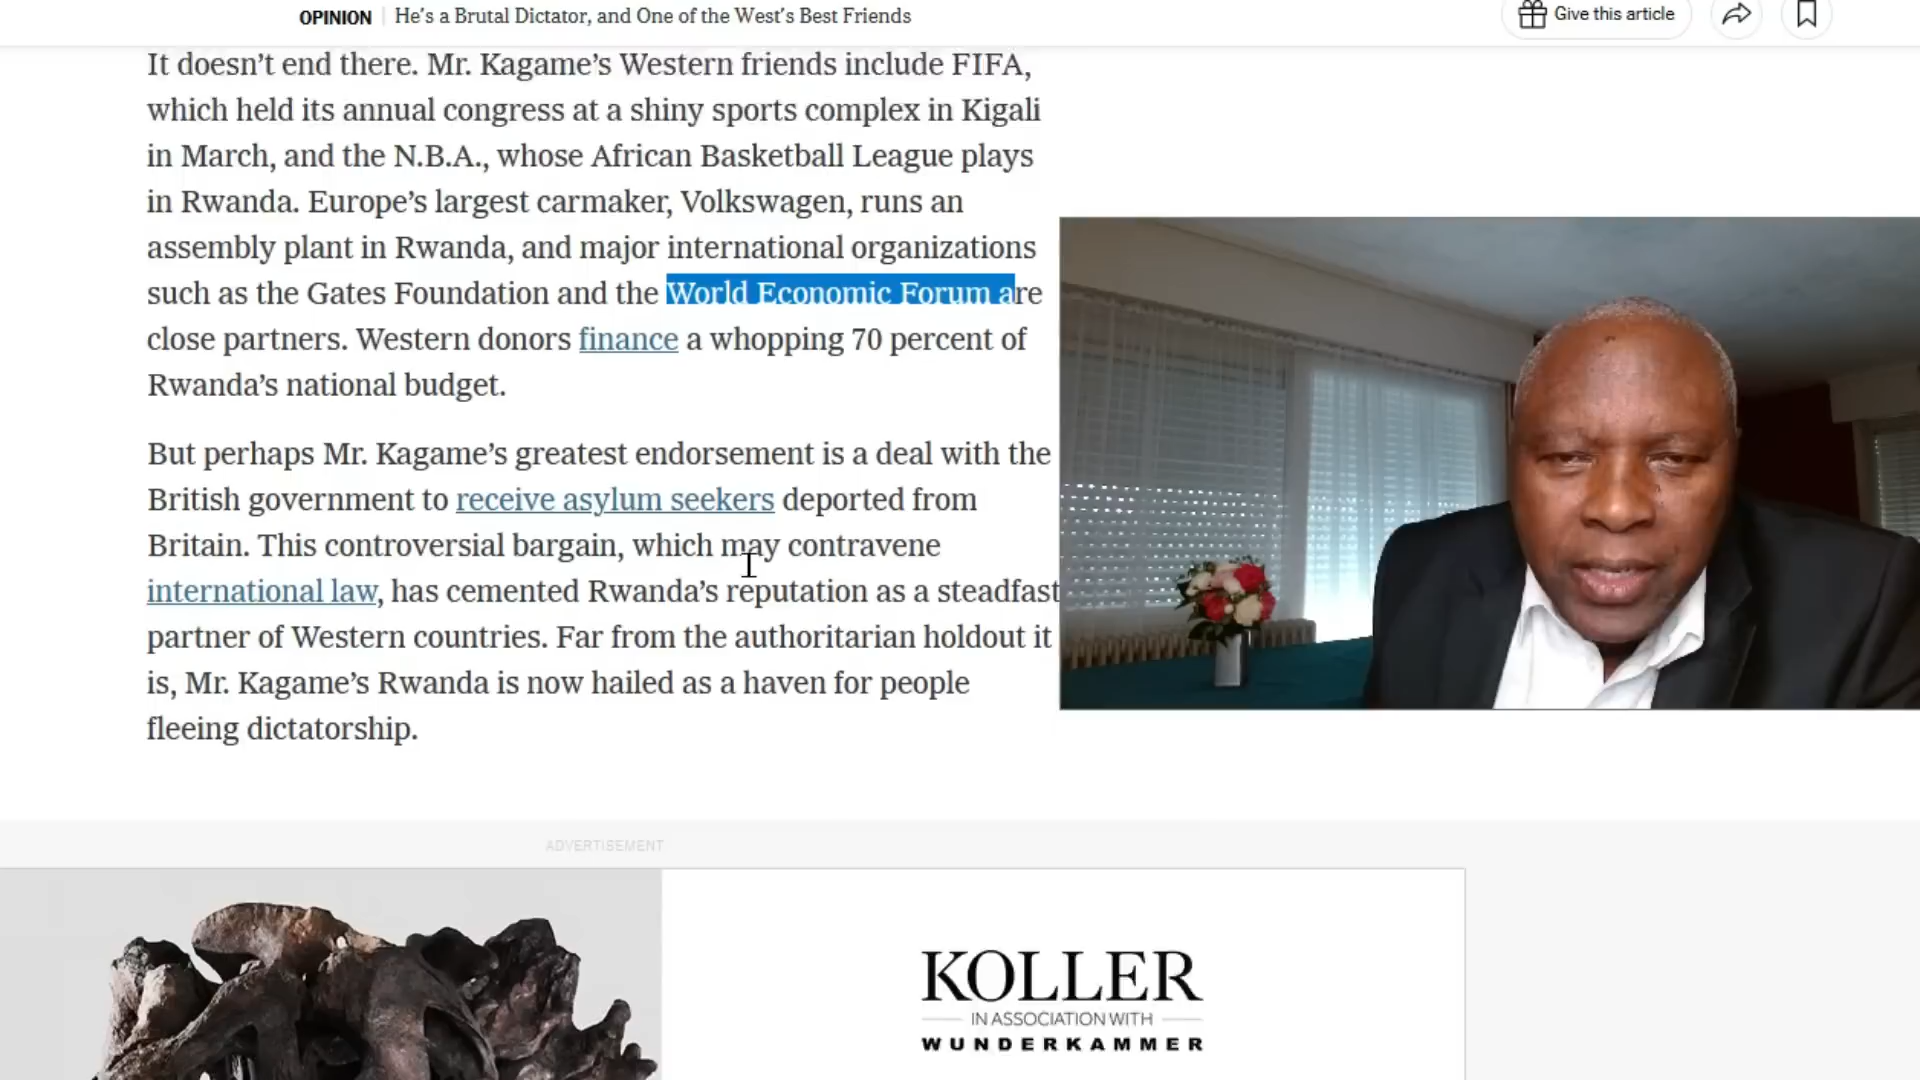 OPINION He's a Brutal Dictator, and One of the West's Best Friends Give this article
It doesn’t end there. Mr. Kagame’s Western friends include FIFA,
which held its annual congress at a shiny sports complex in Kigali
in March, and the N.B.A., whose African Basketball League plays
in Rwanda. Europe’s largest carmaker, Volkswagen, runs an
assembly plant in Rwanda, and major international organizations
such as the Gates Foundation and the World Economic Forum are
close partners. Western donors finance a whopping 70 percent of
Rwanda’s national budget.
But perhaps Mr. Kagame’s greatest endorsement is a deal with the
British government to receive asylum seekers deported from
Britain. This controversial bargain, which may contravene
international law, has cemented Rwanda’s reputation as a steadfast
partner of Western countries. Far from the authoritarian holdout it
is, Mr. Kagame’s Rwanda is now hailed as a haven for people
fleeing dictatorship.
ADVERTISEMENT
KOLLER
IN ASSOCIATION WITH
WUNDERKAMMER